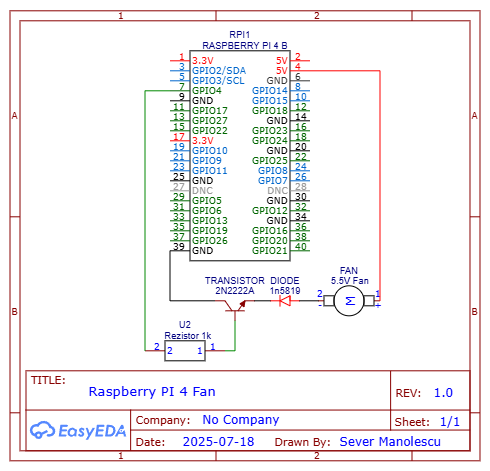 1 2
RPI1
RASPBERRY PI 4 B
1 3.3V 5V 2
3 GPIO2/SDA 5V 4
5 GPIO3/SCL GND 6
7 GPIO4 GPIO14 8
9 GND GPIO15 10
11 GPIO17 GPIO18 12
13 GPIO27 GND 14
15 GPIO22 GPIO23 16
17 3.3V GPIO24 18
19 GPIO10 GND 20
21 GPIO9 GPIO25 22
23 GPIO11 GPIO8 24
25 GND GPIO7 26
27 DNC DNC 28
29 GPIO5 GND 30
31 GPIO6 GPIO12 32
33 GPIO13 GND 34
35 GPIO19 GPIO16 36
37 GPIO26 GPIO20 38
39 GND GPIO21 40
A A
FAN
5.5V Fan
TRANSISTOR DIODE
2N2222A 1n5819
2 Σ 1
- +
B B
U2
Rezistor 1k
2 2 1 1
TITLE:
Raspberry PI 4 Fan
REV: 1.0
EasyEDA
Company: No Company
Sheet: 1/1
Date: 2025-07-18 Drawn By: Sever Manolescu
1 2